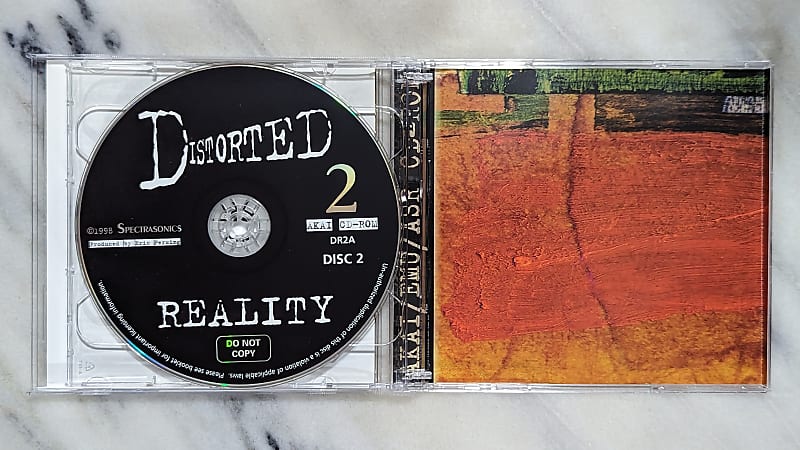 DISTORTED
2
AKAI CD-ROM
DR2A
DISC 2
©1998 SPECTRASONICS
Produced by Eric Persing
REALITY
DO NOT
COPY
Un-authorized duplication of this disc is a violation of applicable laws. Please see booklet for important licensing information.
AKAI/EMU/ASR CD-ROM